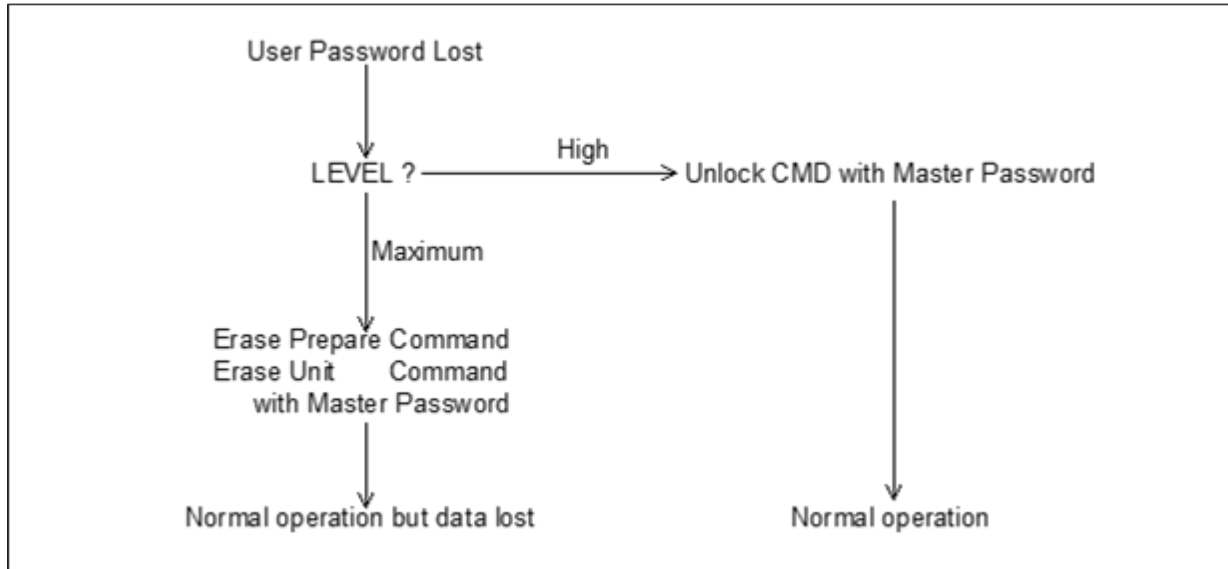 User Password Lost
High
LEVEL ?
Unlock CMD with Master Password
Maximum
Erase Prepare Command
Erase Unit Command
with Master Password
Normal operation but data lost
Normal operation